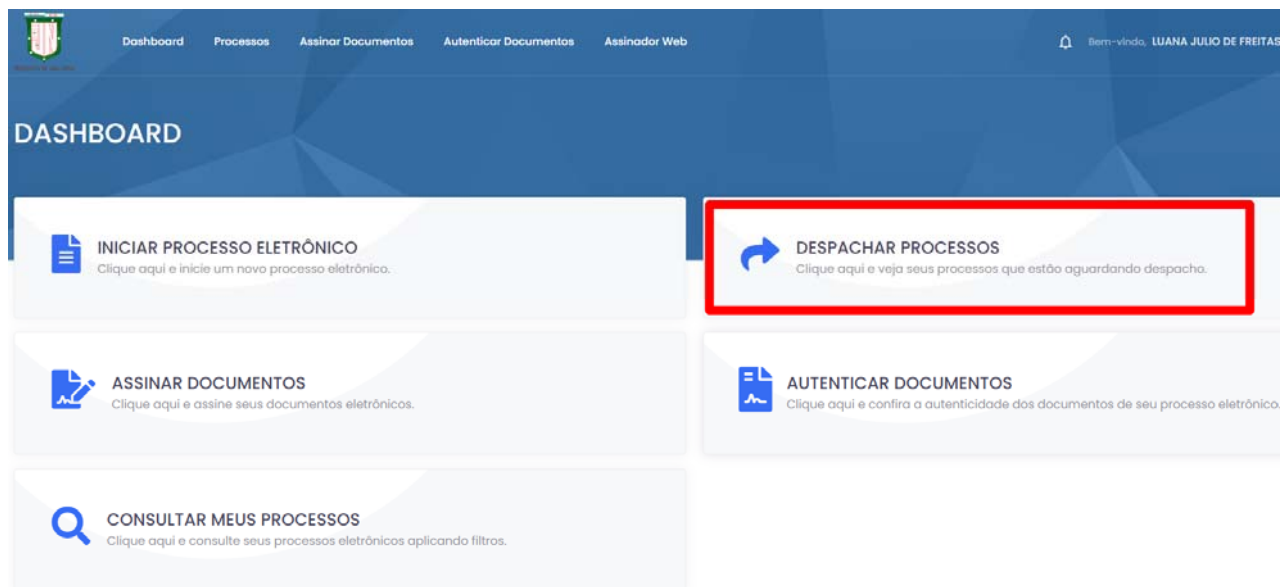 Dashboard Processos Assinar Documentos Autenticar Documentos Assinador Web Bem-vindo, LUANA JULIO DE FREITAS
DASHBOARD
INICIAR PROCESSO ELETRÔNICO
Clique aqui e inicie um novo processo eletrônico.
DESPACHAR PROCESSOS
Clique aqui e veja seus processos que estão aguardando despacho.
ASSINAR DOCUMENTOS
Clique aqui e assine seus documentos eletrônicos.
AUTENTICAR DOCUMENTOS
Clique aqui e confira a autenticidade dos documentos de seu processo eletrônico.
CONSULTAR MEUS PROCESSOS
Clique aqui e consulte seus processos eletrônicos aplicando filtros.